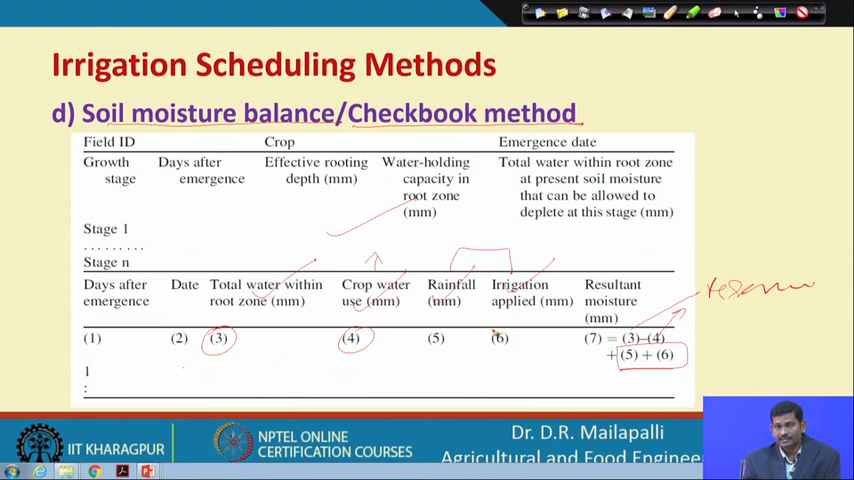 Irrigation Scheduling Methods
d) Soil moisture balance/Checkbook method
Field ID Crop Emergence date
Growth stage Days after emergence Effective rooting depth (mm) Water-holding capacity in root zone (mm) Total water within root zone at present soil moisture that can be allowed to deplete at this stage (mm)
Stage 1
. . . . . . . . .
Stage n
Days after emergence Date Total water within root zone (mm) Crop water use (mm) Rainfall (mm) Irrigation applied (mm) Resultant moisture (mm)
(1) (2) (3) (4) (5) (6) (7) = (3)–(4) + (5) + (6)
1
:
IIT KHARAGPUR
NPTEL ONLINE
CERTIFICATION COURSES
Dr. D.R. Mailapalli
Agricultural and Food Engineer